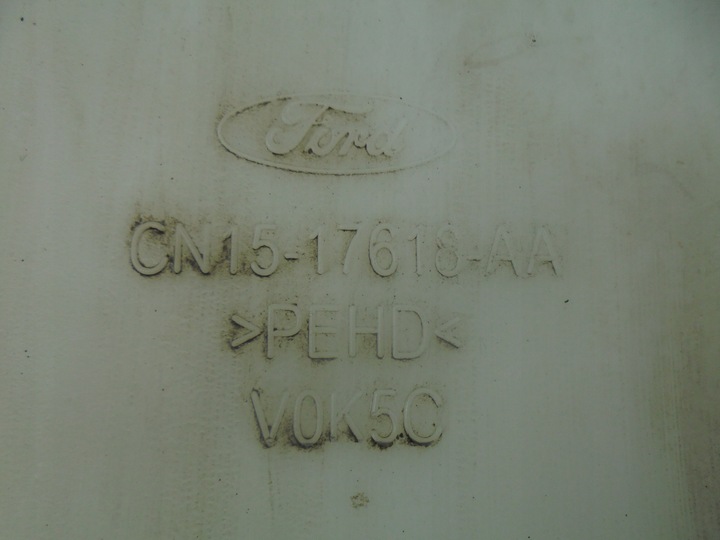 Ford
CN15-17618-AA
>PEHD<
V0K5C